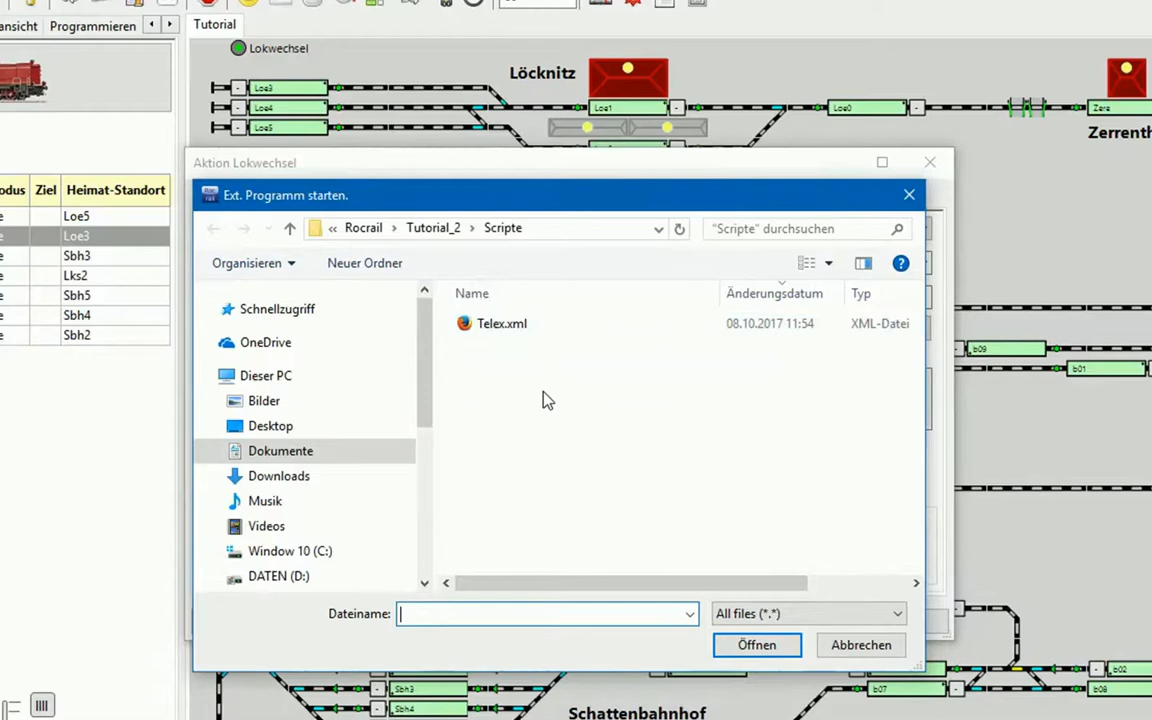 ansicht
Programmieren
Tutorial
Lokwechsel
Löcknitz
Loe3
Loe4
Loe5
Loe1
Loe0
Zere
Zerrenth
Aktion Lokwechsel
Ext. Programm starten.
« Rocrail > Tutorial_2 > Scripte
"Scripte" durchsuchen
Organisieren
Neuer Ordner
odus Ziel Heimat-Standort
e Loe5
e Loe3
e Sbh3
e Lks2
e Sbh5
e Sbh4
e Sbh2
Schnellzugriff
OneDrive
Dieser PC
Bilder
Desktop
Dokumente
Downloads
Musik
Videos
Window 10 (C:)
DATEN (D:)
Name Änderungsdatum Typ
Telex.xml 08.10.2017 11:54 XML-Datei
Dateiname:
All files (*.*)
Öffnen
Abbrechen
b09
b01
b02
b07
b08
Sbh3
Sbh4
Schattenbahnhof